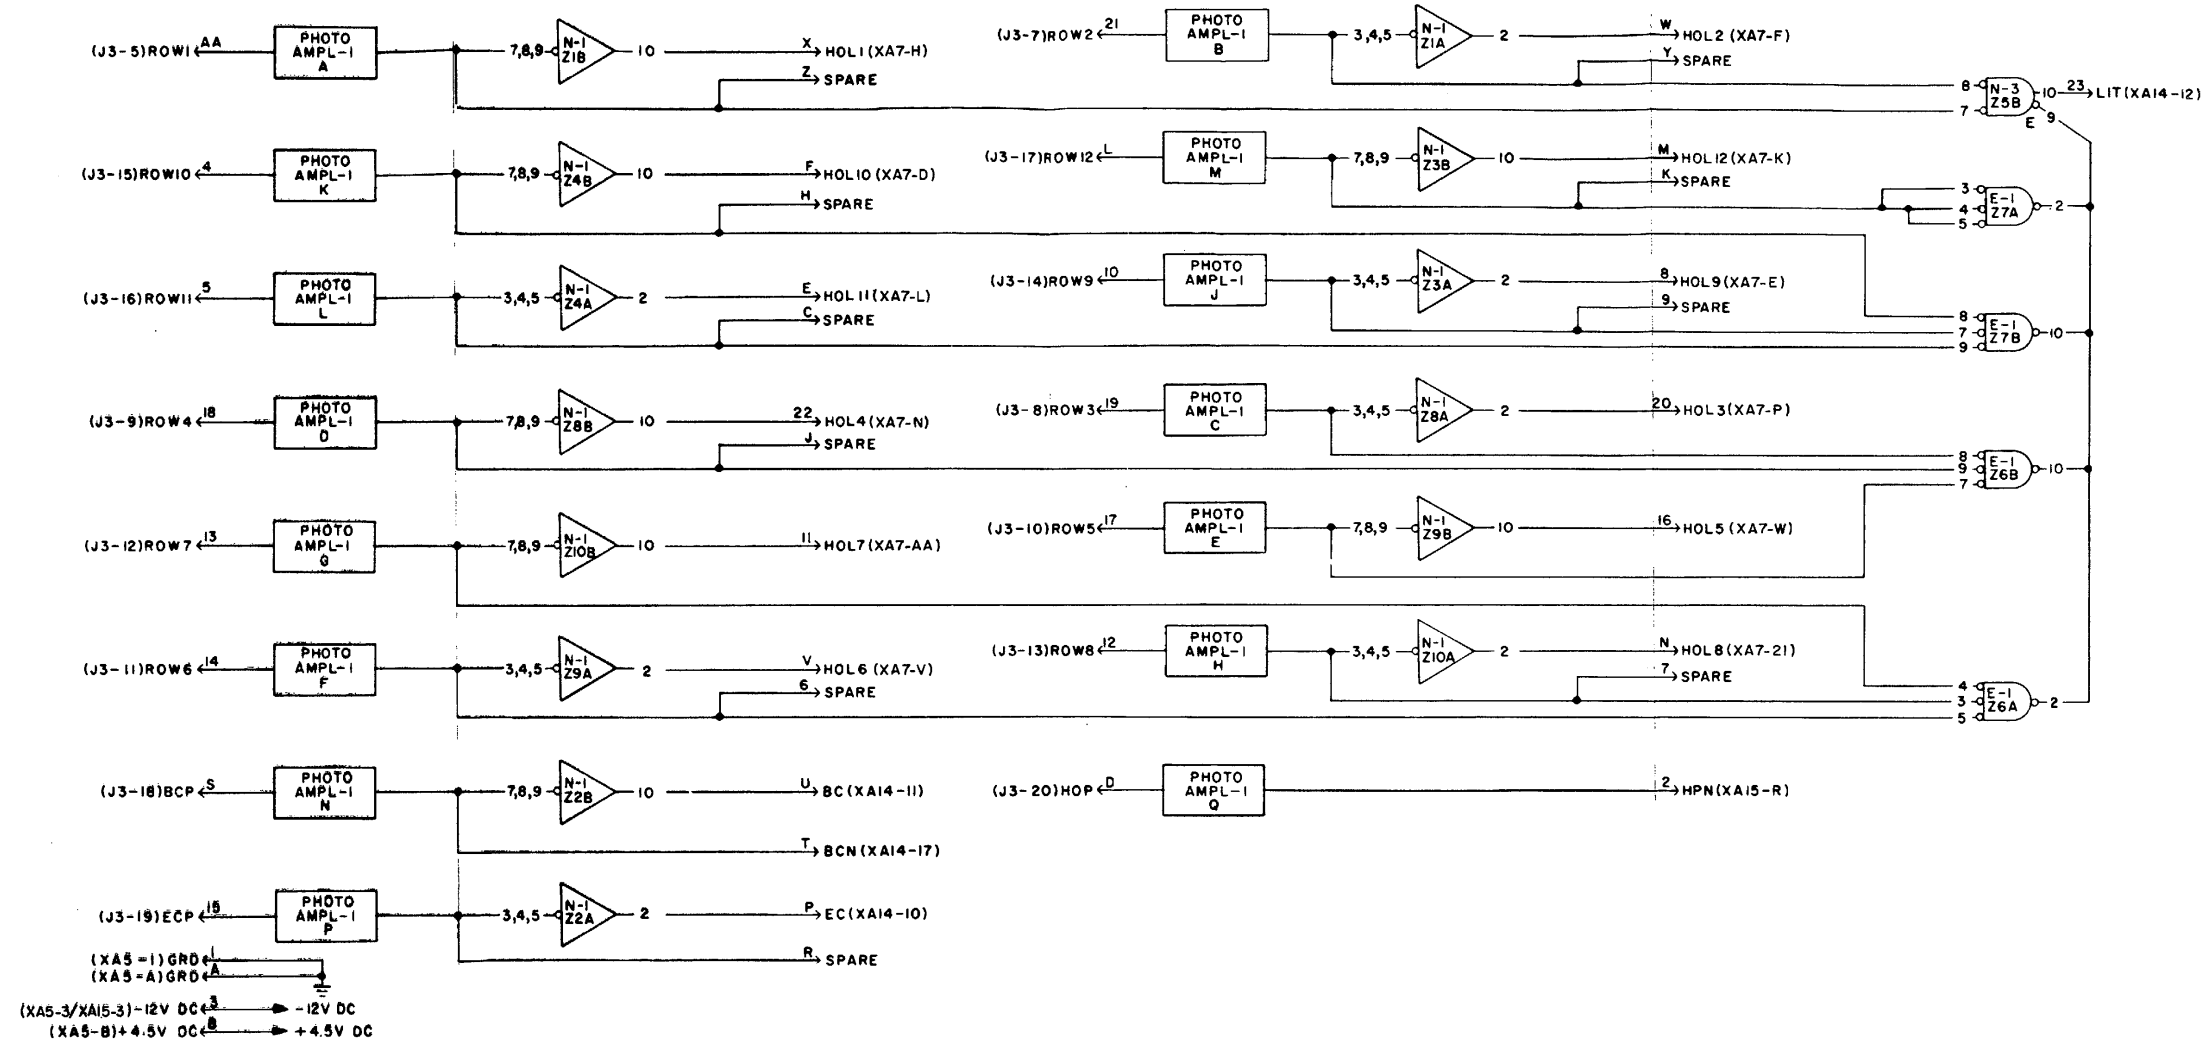 (J3-5)ROW1 AA PHOTO AMPL-1 A 7,8,9 N-1 Z1B 10 X HOL1(XA7-H)
Z SPARE
(J3-7)ROW2 21 PHOTO AMPL-1 B 3,4,5 N-1 Z1A 2 W HOL2(XA7-F)
Y SPARE
8 7 N-3 Z5B 10 23 LIT(XA14-12)
E 9
(J3-15)ROW10 4 PHOTO AMPL-1 K 7,8,9 N-1 Z4B 10 F HOL10(XA7-D)
H SPARE
(J3-17)ROW12 L PHOTO AMPL-1 M 7,8,9 N-1 Z3B 10 M HOL12(XA7-K)
K SPARE
3 4 5 E-1 Z7A 2
(J3-16)ROW11 5 PHOTO AMPL-1 L 3,4,5 N-1 Z4A 2 E HOL11(XA7-L)
C SPARE
(J3-14)ROW9 10 PHOTO AMPL-1 J 3,4,5 N-1 Z3A 2 8 HOL9(XA7-E)
9 SPARE
8 7 9 E-1 Z7B 10
(J3-9)ROW4 18 PHOTO AMPL-1 D 7,8,9 N-1 Z8B 10 22 HOL4(XA7-N)
J SPARE
(J3-8)ROW3 19 PHOTO AMPL-1 C 3,4,5 N-1 Z8A 2 20 HOL3(XA7-P)
8 9 7 E-1 Z6B 10
(J3-12)ROW7 13 PHOTO AMPL-1 G 7,8,9 N-1 Z10B 10 11 HOL7(XA7-AA)
(J3-10)ROW5 17 PHOTO AMPL-1 E 7,8,9 N-1 Z9B 10 16 HOL5(XA7-W)
(J3-11)ROW6 14 PHOTO AMPL-1 F 3,4,5 N-1 Z9A 2 V HOL6(XA7-V)
6 SPARE
(J3-13)ROW8 12 PHOTO AMPL-1 H 3,4,5 N-1 Z10A 2 N HOL8(XA7-21)
7 SPARE
4 3 5 E-1 Z6A 2
(J3-18)BCP S PHOTO AMPL-1 N 7,8,9 N-1 Z2B 10 U BC(XA14-11)
T BCN(XA14-17)
(J3-20)HOP D PHOTO AMPL-1 Q 2 HPN(XA15-R)
(J3-19)ECP 15 PHOTO AMPL-1 P 3,4,5 N-1 Z2A 2 P EC(XA14-10)
R SPARE
(XA5=1)GRD 1
(XA5=A)GRD A
(XA5-3/XA15-3)-12V DC 3 -12V DC
(XA5-B)+4.5V DC B +4.5V DC